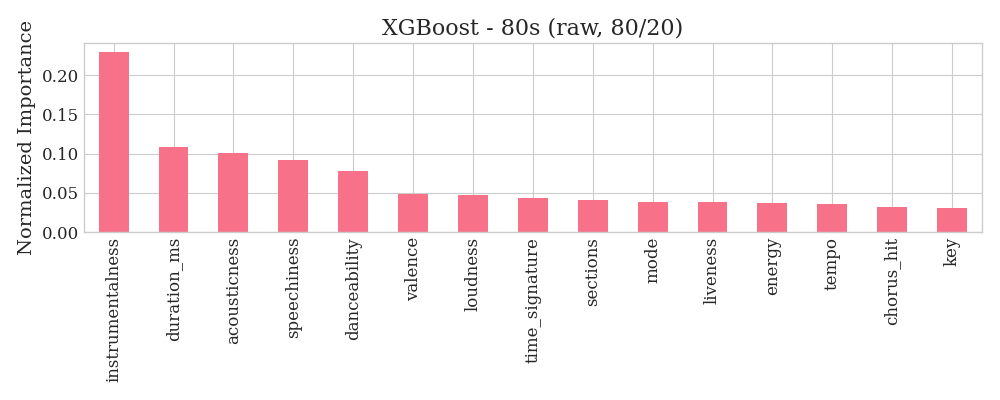 XGBoost - 80s (raw, 80/20)
Normalized Importance
0.20
0.15
0.10
0.05
0.00
instrumentalness
duration_ms
acousticness
speechiness
danceability
valence
loudness
time_signature
sections
mode
liveness
energy
tempo
chorus_hit
key